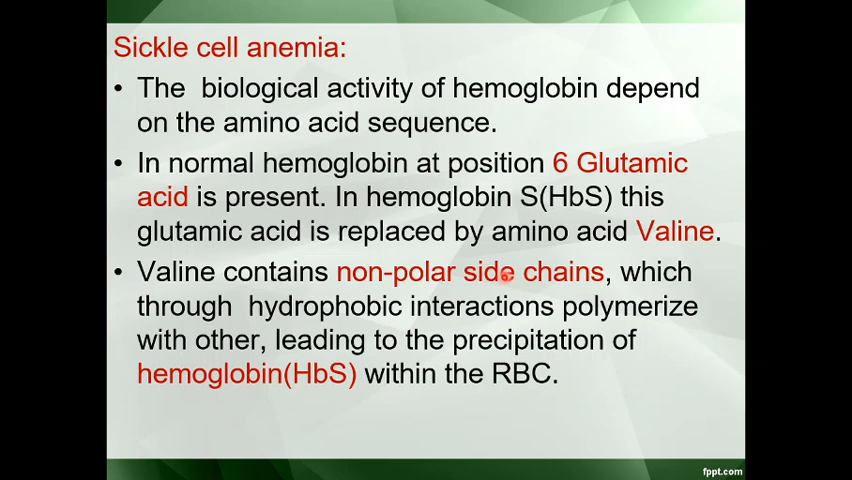 Sickle cell anemia:
• The  biological activity of hemoglobin depend
on the amino acid sequence.
• In normal hemoglobin at position 6 Glutamic
acid is present. In hemoglobin S(HbS) this
glutamic acid is replaced by amino acid Valine.
• Valine contains non-polar side chains, which
through  hydrophobic interactions polymerize
with other, leading to the precipitation of
hemoglobin(HbS) within the RBC.
fppt.com